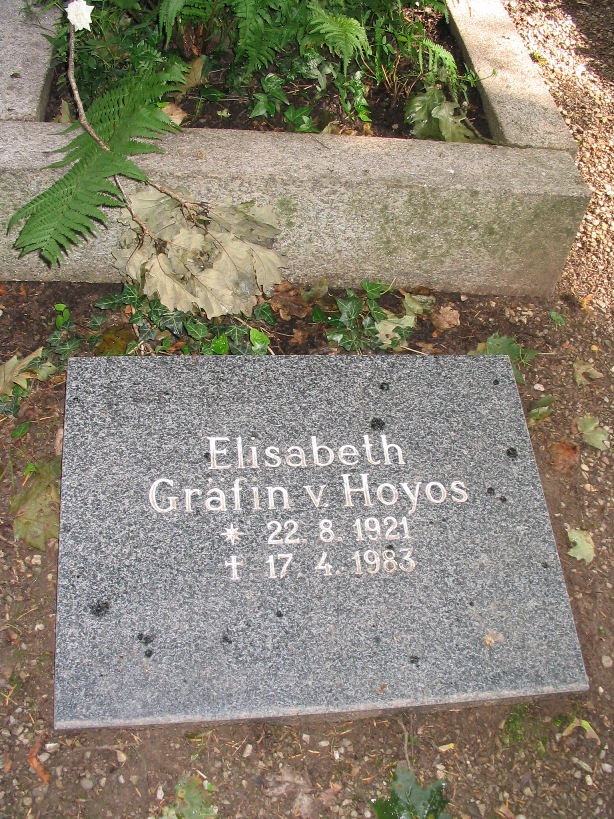 Elisabeth
Gräfin v. Hoyos
* 22. 8. 1921
† 17. 4. 1983